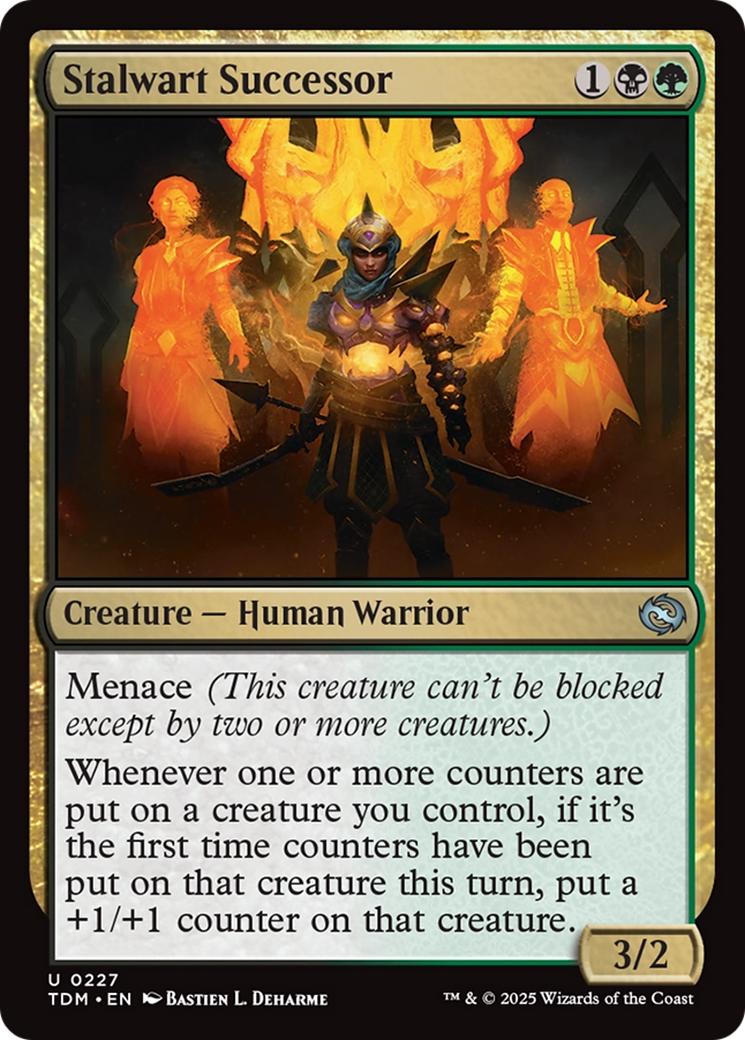 Stalwart Successor 1
Creature — Human Warrior
Menace (This creature can't be blocked
except by two or more creatures.)
Whenever one or more counters are
put on a creature you control, if it's
the first time counters have been
put on that creature this turn, put a
+1/+1 counter on that creature.
3/2
U 0227
TDM • EN Bastien L. Deharme
™ & © 2025 Wizards of the Coast